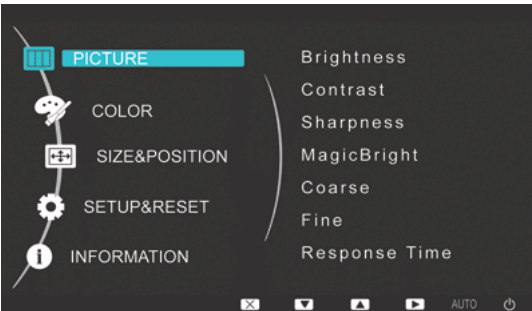 PICTURE
COLOR
SIZE&POSITION
SETUP&RESET
INFORMATION
Brightness
Contrast
Sharpness
MagicBright
Coarse
Fine
Response Time
AUTO